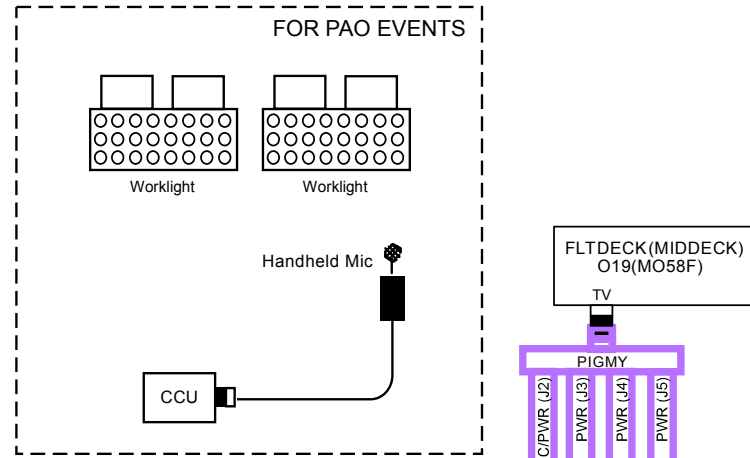 FOR PAO EVENTS
Worklight
Worklight
Handheld Mic
CCU
FLTDECK(MIDDECK)
O19(MO58F)
TV
PIGMY
C/PWR (J2)
PWR (J3)
PWR (J4)
PWR (J5)